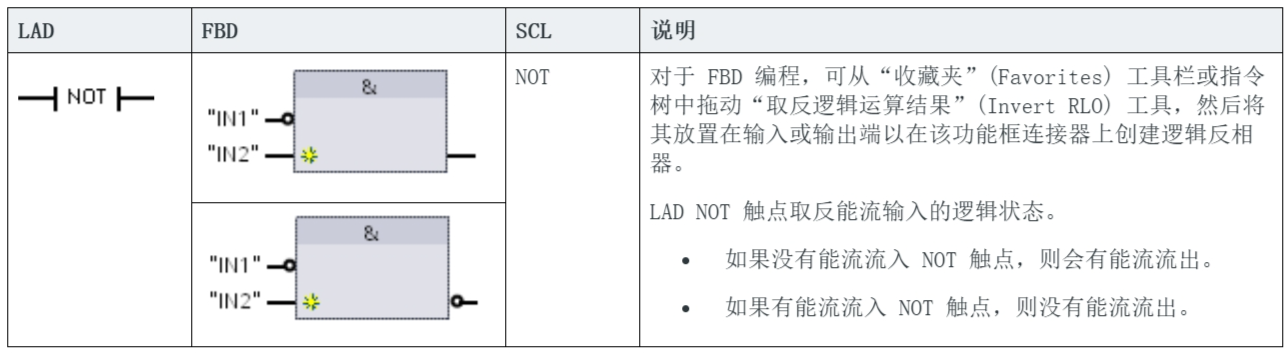 LAD FBD SCL 说明
NOT
&
"IN1"
"IN2"
&
"IN1"
"IN2"
NOT
对于 FBD 编程，可从“收藏夹”(Favorites) 工具栏或指令
树中拖动“取反逻辑运算结果”(Invert RLO) 工具，然后将
其放置在输入或输出端以在该功能框连接器上创建逻辑反相
器。
LAD NOT 触点取反能流输入的逻辑状态。
• 如果没有能流流入 NOT 触点，则会有能流流出。
• 如果有能流流入 NOT 触点，则没有能流流出。